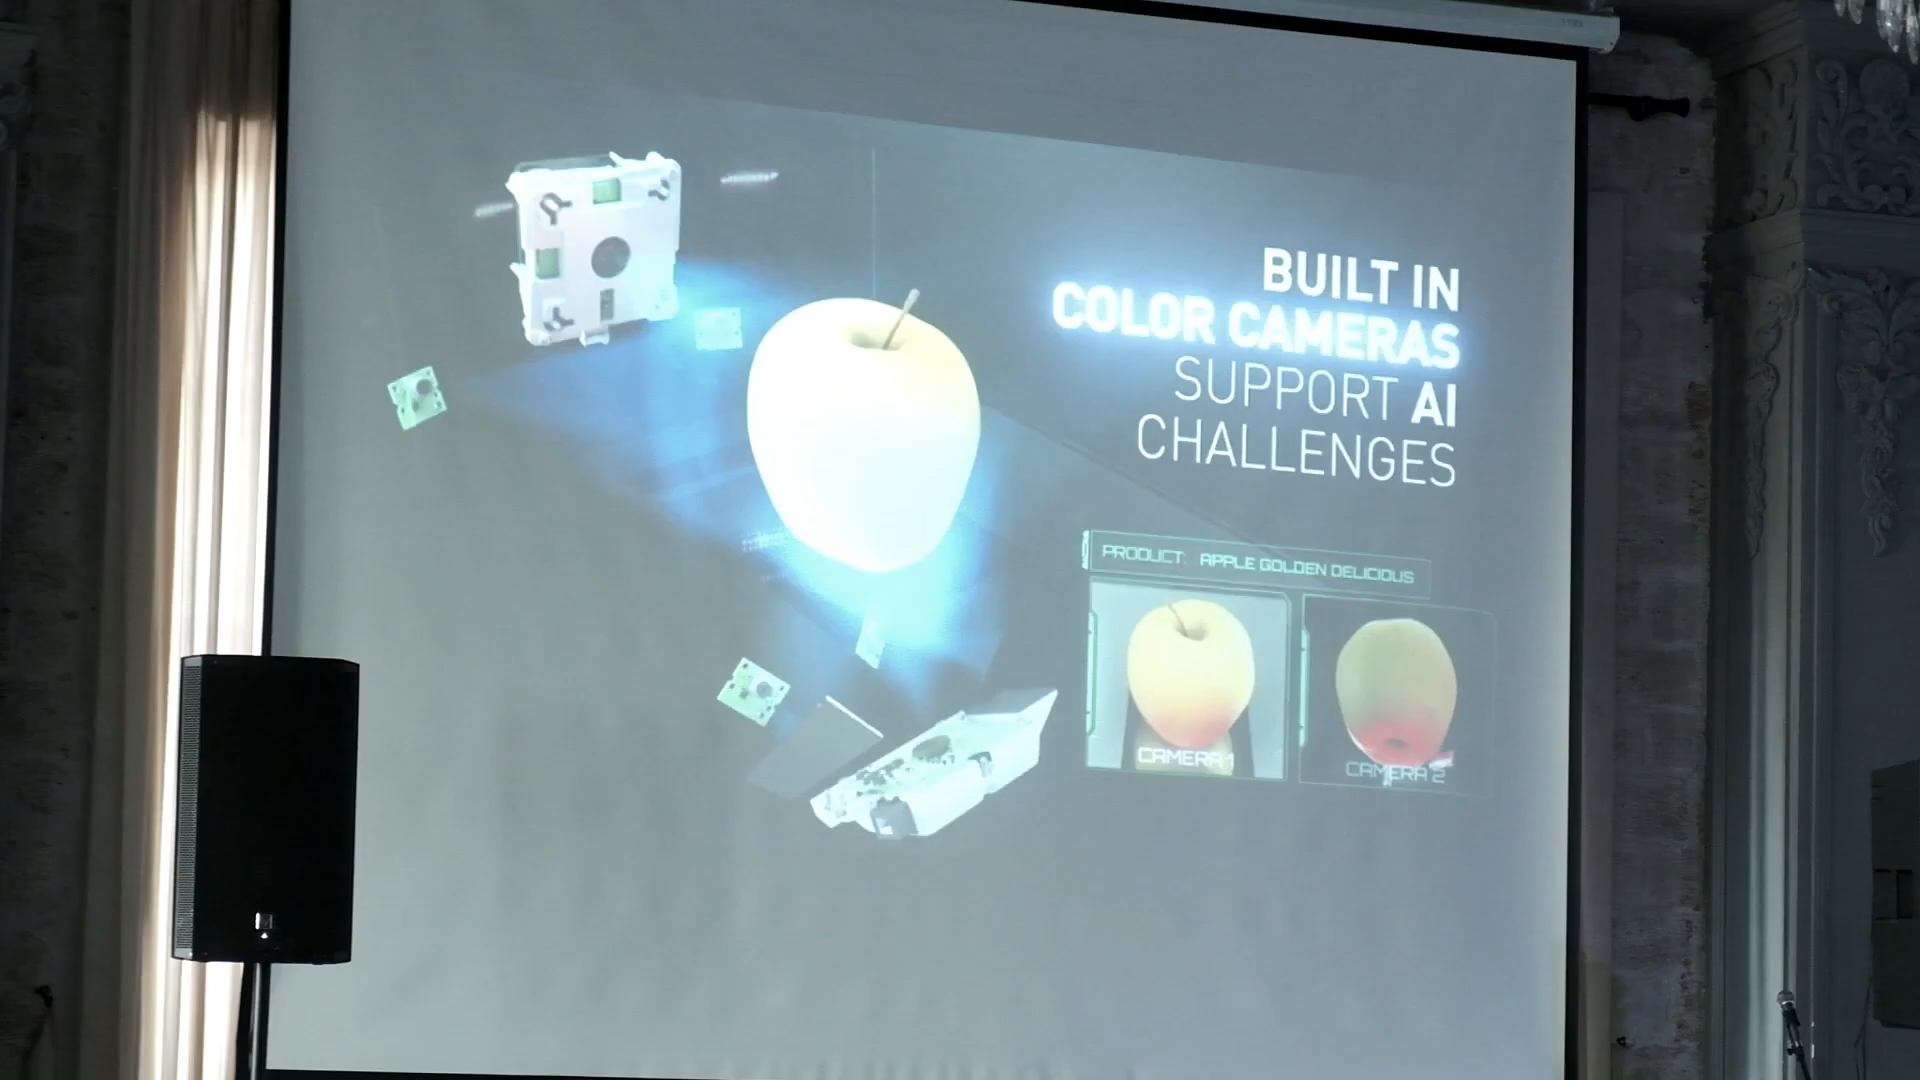 BUILT IN
COLOR CAMERAS
SUPPORT AI
CHALLENGES
PRODUCT: APPLE GOLDEN DELICIOUS
CAMERA 1
CAMERA 2